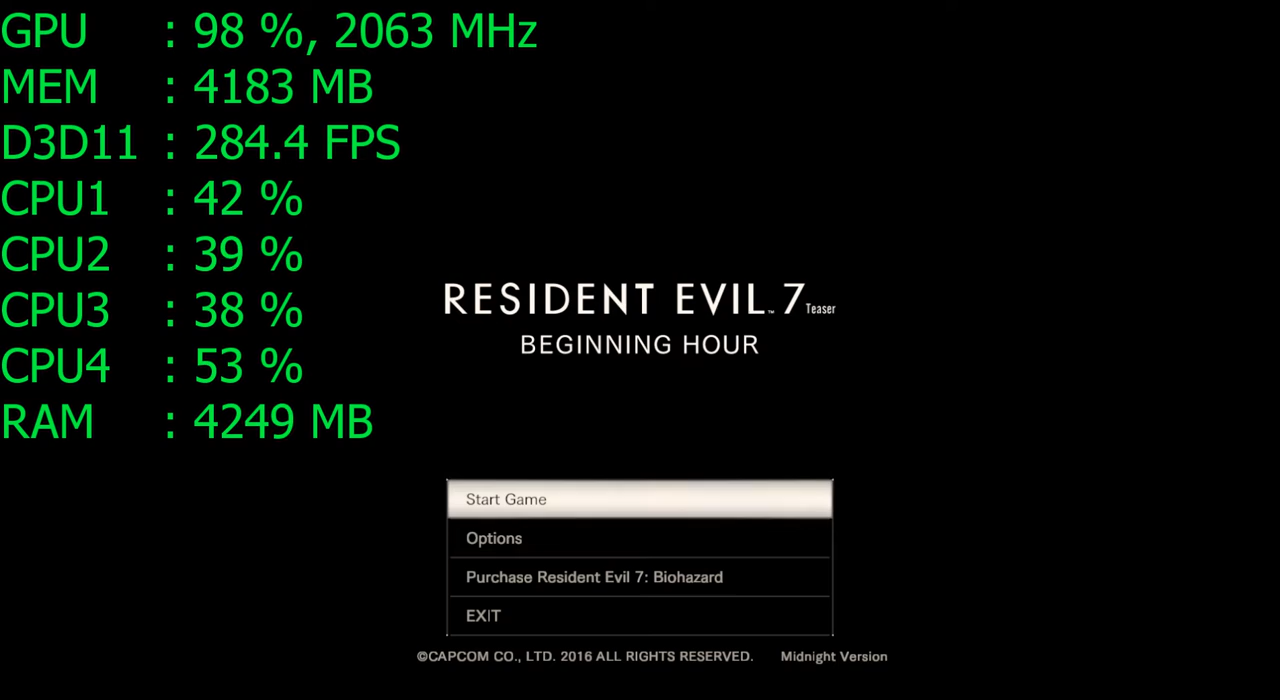 GPU : 98 %, 2063 MHz
MEM : 4183 MB
D3D11 : 284.4 FPS
CPU1 : 42 %
CPU2 : 39 %
CPU3 : 38 %
CPU4 : 53 %
RAM : 4249 MB
RESIDENT EVIL™ 7 Teaser
BEGINNING HOUR
Start Game
Options
Purchase Resident Evil 7: Biohazard
EXIT
©CAPCOM CO., LTD. 2016 ALL RIGHTS RESERVED. Midnight Version